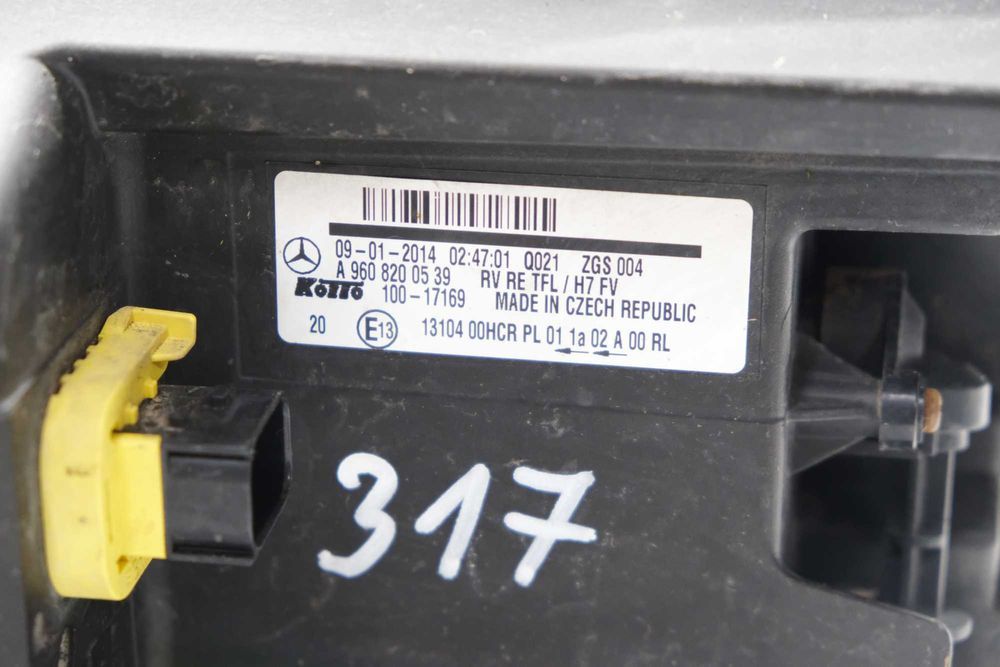 09-01-2014 02:47:01 Q021 ZGS 004
A 960 820 05 39 RV RE TFL / H7 FV
100-17169 MADE IN CZECH REPUBLIC
20 E13 13104 00HCR PL 01 1a 02 A 00 RL
317